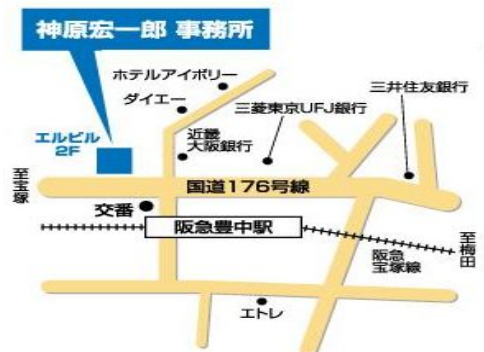 神原宏一郎 事務所
ホテルアイボリー
ダイエー
三井住友銀行
三菱東京UFJ銀行
近畿
大阪銀行
エルビル
2F
至宝塚
国道176号線
交番
阪急豊中駅
至梅田
阪急
宝塚線
エトレ